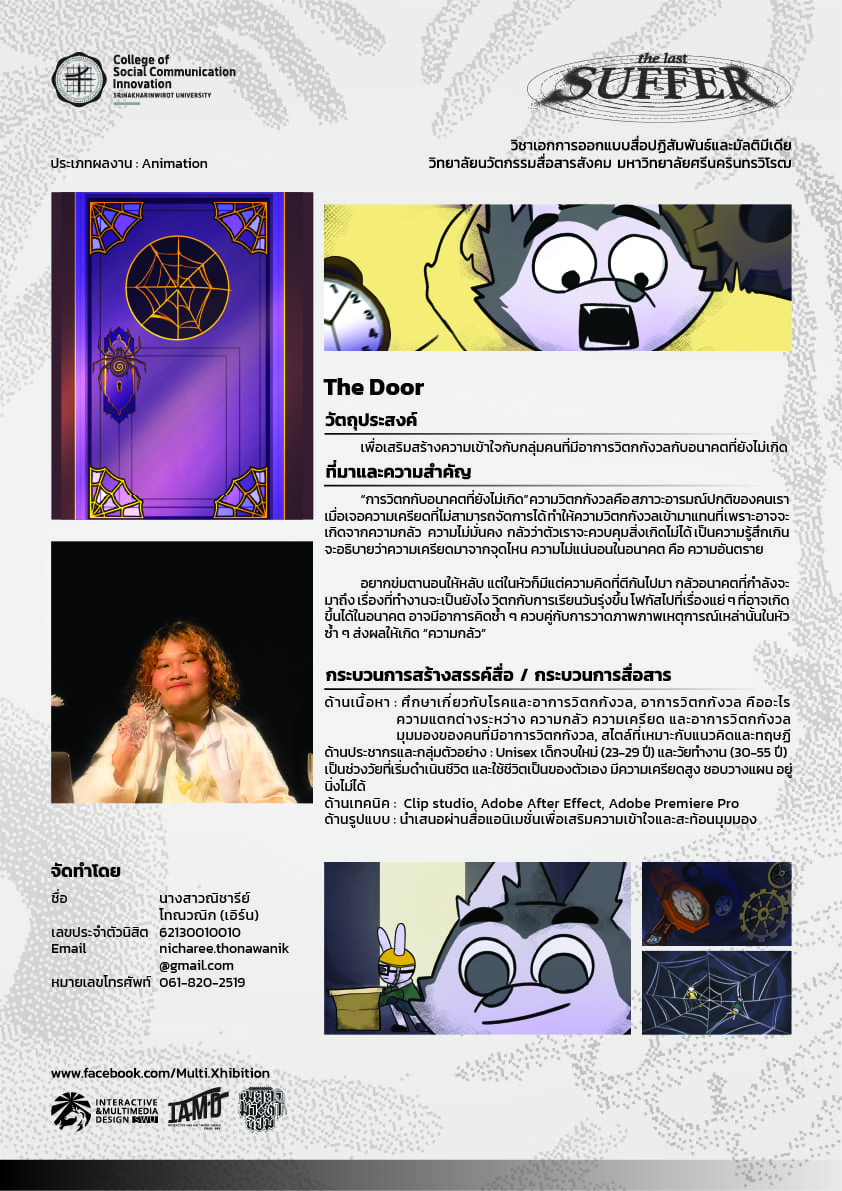 College of
Social Communication
Innovation
SRINAKHARINWIROT UNIVERSITY
the last
SUFFER
วิชาเอกการออกแบบสื่อปฏิสัมพันธ์และมัลติมีเดีย
ประเภทผลงาน : Animation
วิทยาลัยนวัตกรรมสื่อสารสังคม มหาวิทยาลัยศรีนครินทรวิโรฒ
The Door
วัตถุประสงค์
เพื่อเสริมสร้างความเข้าใจกับกลุ่มคนที่มีอาการวิตกกังวลกับอนาคตที่ยังไม่เกิด
ที่มาและความสำคัญ
“การวิตกกับอนาคตที่ยังไม่เกิด”ความวิตกกังวลคือสภาวะอารมณ์ปกติของคนเรา
เมื่อเจอความเครียดที่ไม่สามารถจัดการได้ ทำให้ความวิตกกังวลเข้ามาแทนที่เพราะอาจจะ
เกิดจากความกลัว ความไม่มั่นคง กลัวว่าตัวเราจะควบคุมสิ่งเกิดไม่ได้ เป็นความรู้สึกเกิน
จะอธิบายว่าความเครียดมาจากจุดไหน ความไม่แน่นอนในอนาคต คือ ความอันตราย
อยากข่มตานอนให้หลับ แต่ในหัวก็มีแต่ความคิดที่ตีกันไปมา กลัวอนาคตที่กำลังจะ
มาถึง เรื่องที่ทำงานจะเป็นยังไง วิตกกับการเรียนวันรุ่งขึ้น โฟกัสไปที่เรื่องแย่ ๆ ที่อาจเกิด
ขึ้นได้ในอนาคต อาจมีอาการคิดซ้ำ ๆ ควบคู่กับการวาดภาพภาพเหตุการณ์เหล่านั้นในหัว
ซ้ำ ๆ ส่งผลให้เกิด “ความกลัว”
กระบวนการสร้างสรรค์สื่อ / กระบวนการสื่อสาร
ด้านเนื้อหา : ศึกษาเกี่ยวกับโรคและอาการวิตกกังวล, อาการวิตกกังวล คืออะไร
ความแตกต่างระหว่าง ความกลัว ความเครียด และอาการวิตกกังวล
มุมมองของคนที่มีอาการวิตกกังวล, สไตล์ที่เหมาะกับแนวคิดและทฤษฎี
ด้านประชากรและกลุ่มตัวอย่าง : Unisex เด็กจบใหม่ (23-29 ปี) และวัยทำงาน (30-55 ปี)
เป็นช่วงวัยที่เริ่มดำเนินชีวิต และใช้ชีวิตเป็นของตัวเอง มีความเครียดสูง ชอบวางแผน อยู่
นิ่งไม่ได้
ด้านเทคนิค : Clip studio, Adobe After Effect, Adobe Premiere Pro
ด้านรูปแบบ : นำเสนอผ่านสื่อแอนิเมชั่นเพื่อเสริมความเข้าใจและสะท้อนมุมมอง
จัดทำโดย
ชื่อ นางสาวณิชารีย์
โทณวณิก (เอิร์น)
เลขประจำตัวนิสิต 62130010010
Email nicharee.thonawanik
@gmail.com
หมายเลขโทรศัพท์ 061-820-2519
www.facebook.com/Multi.Xhibition
INTERACTIVE
&MULTIMEDIA
DESIGN SWU
IAMD